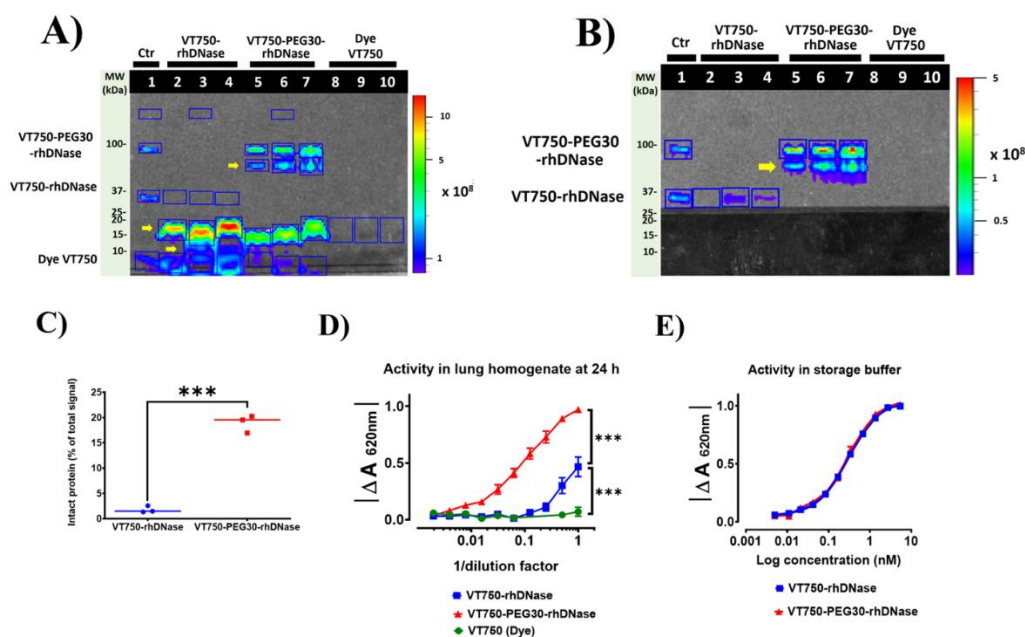 A)
Ctr
VT750-
rhDNase
VT750-PEG30-
rhDNase
Dye
VT750
MW
(kDa)
1 2 3 4 5 6 7 8 9 10
VT750-PEG30
-rhDNase
VT750-rhDNase
Dye VT750
100-
37-
25-
20-
15-
10-
10
x 10⁸
1
B)
Ctr
VT750-
rhDNase
VT750-PEG30-
rhDNase
Dye
VT750
MW
(kDa)
1 2 3 4 5 6 7 8 9 10
VT750-PEG30
-rhDNase
VT750-rhDNase
100-
37-
25-
20-
15-
10-
5
x 10⁸
1.0
0.5
C)
Intact protein (% of total signal)
25
20
15
10
5
0
***
VT750-rhDNase VT750-PEG30-rhDNase
D)
Activity in lung homogenate at 24 h
| Δ A 620nm |
1.0
0.5
0.0
***
***
0.01 0.1 1
1/dilution factor
VT750-rhDNase
VT750-PEG30-rhDNase
VT750 (Dye)
E)
Activity in storage buffer
| Δ A 620nm |
1.0
0.5
0.0
0.001 0.01 0.1 1 10
Log concentration (nM)
VT750-rhDNase
VT750-PEG30-rhDNase